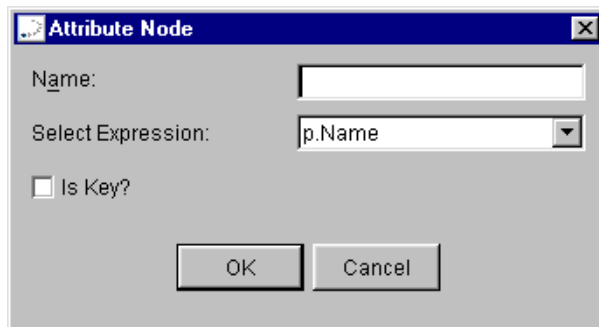 Attribute Node
Name:
Select Expression: p.Name
Is Key?
OK Cancel